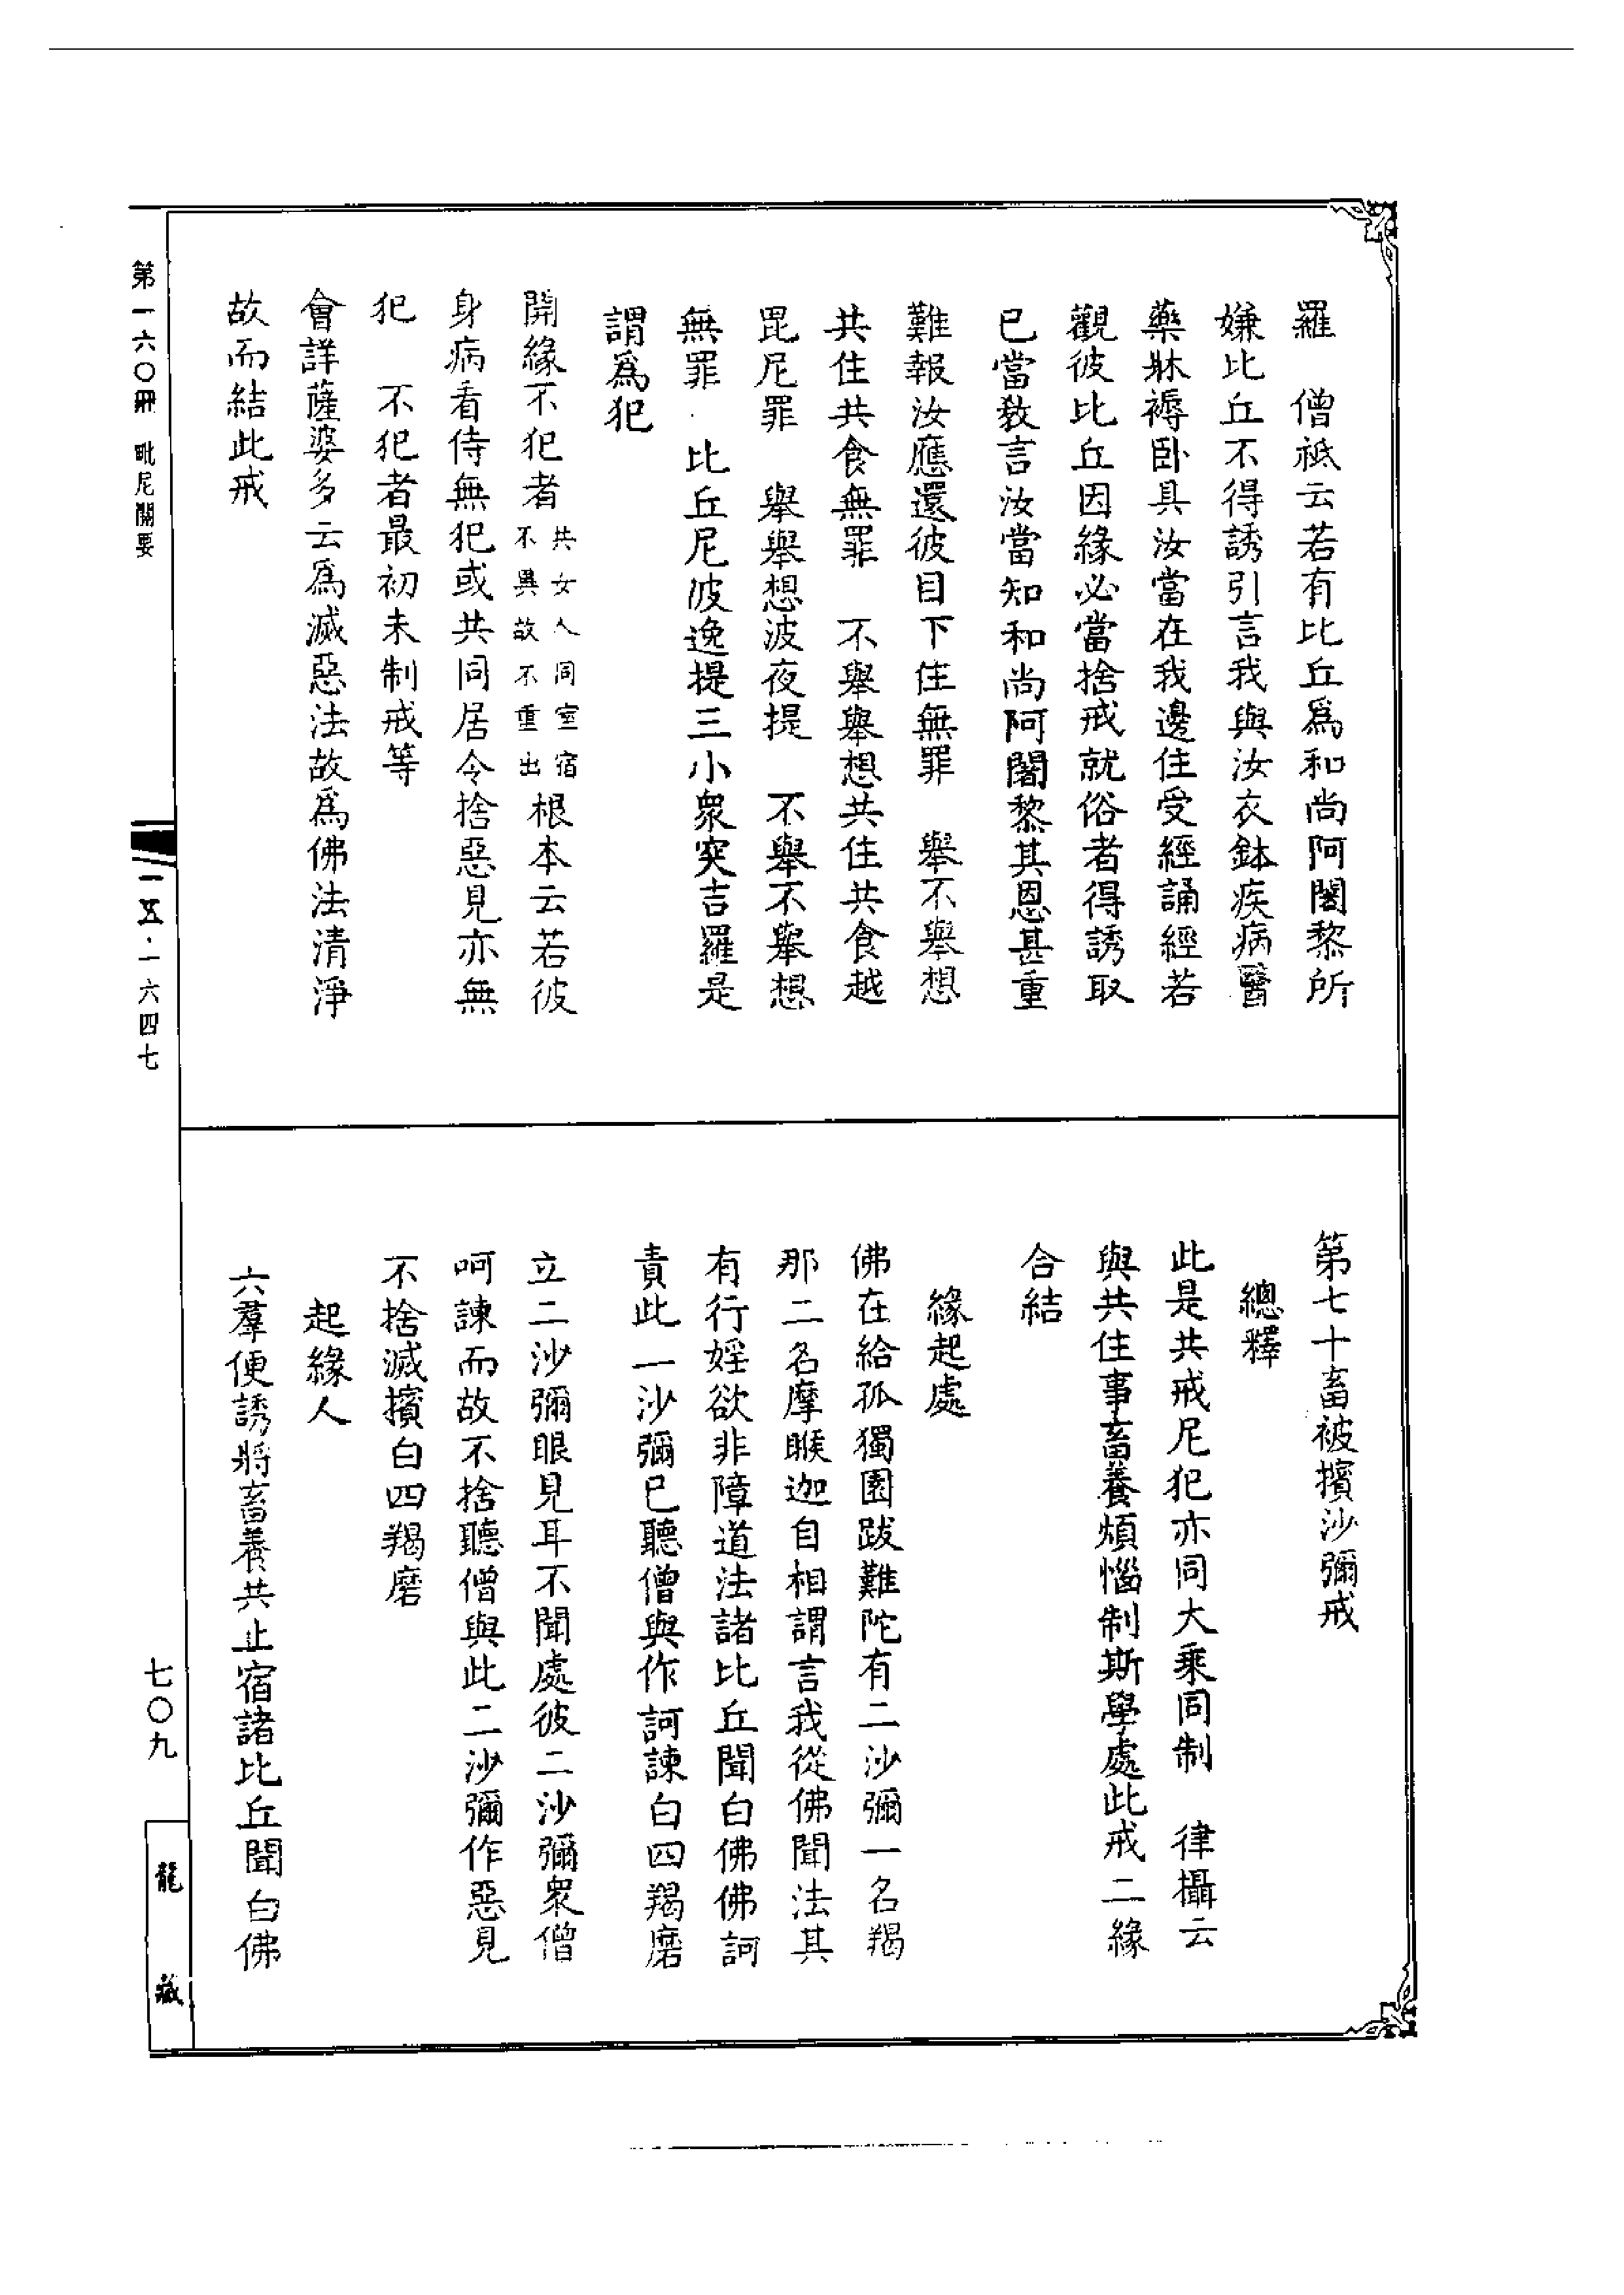 羅　僧祇云若有比丘爲和尚阿闍黎所
嫌比丘不得誘引言我與汝衣鉢疾病醫
藥牀褥卧具汝當在我邊住受經誦經若
觀彼比丘因緣必當捨戒就俗者得誘取
已當教言汝當知和尚阿闍黎其恩甚重
難報汝應還彼目下住無罪　舉不舉想
共住共食無罪　不舉舉想共住共食越
毘尼罪　舉舉想波夜提　不舉不舉想
無罪　比丘尼波逸提三小衆突吉羅是
謂爲犯
開緣不犯者共女人同室宿不異故不重出根本云若彼
身病看侍無犯或共同居令捨惡見亦無
犯　不犯者最初未制戒等
會詳薩婆多云爲滅惡法故爲佛法清淨
故而結此戒
第七十畜被擯沙彌戒
總釋
此是共戒尼犯亦同大乘同制　律攝云
與共住事畜養煩惱制斯學處此戒二緣
合結
緣起處
佛在給孤獨園跋難陀有二沙彌一名羯
那二名摩睺迦自相謂言我從佛聞法其
有行婬欲非障道法諸比丘聞白佛佛訶
責此一沙彌已聽僧與作訶諫白四羯磨
立二沙彌眼見耳不聞處彼二沙彌衆僧
呵諫而故不捨聽僧與此二沙彌作惡見
不捨滅擯白四羯磨
起緣人
六羣便誘將畜養共止宿諸比丘聞白佛
第一六〇冊　毗尼關要
一五·一六四七
七〇九
龍藏